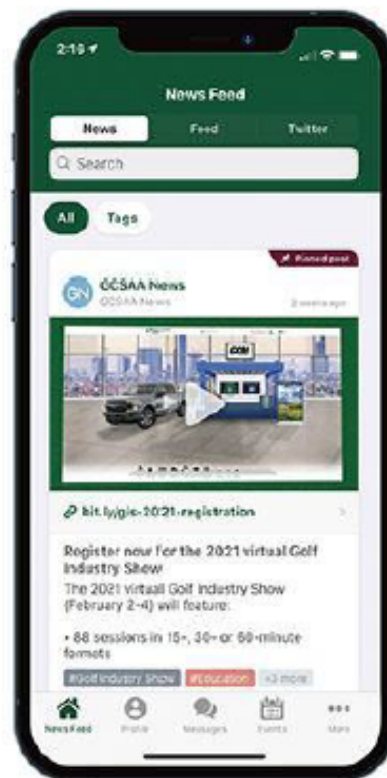 2:16
News Feed
News Feed Twitter
Search
All Tags
Pinned post
GN GCSAA News
GCSAA News 2 weeks ago
GCM
bit.ly/gis-2021-registration
Register now for the 2021 virtual Golf
Industry Show
The 2021 virtual Golf Industry Show
(February 2-4) will feature:
• 88 sessions in 15-, 30- or 60-minute
formats
#Golf Industry Show #Education +3 more
News Feed Profile Messages Events More